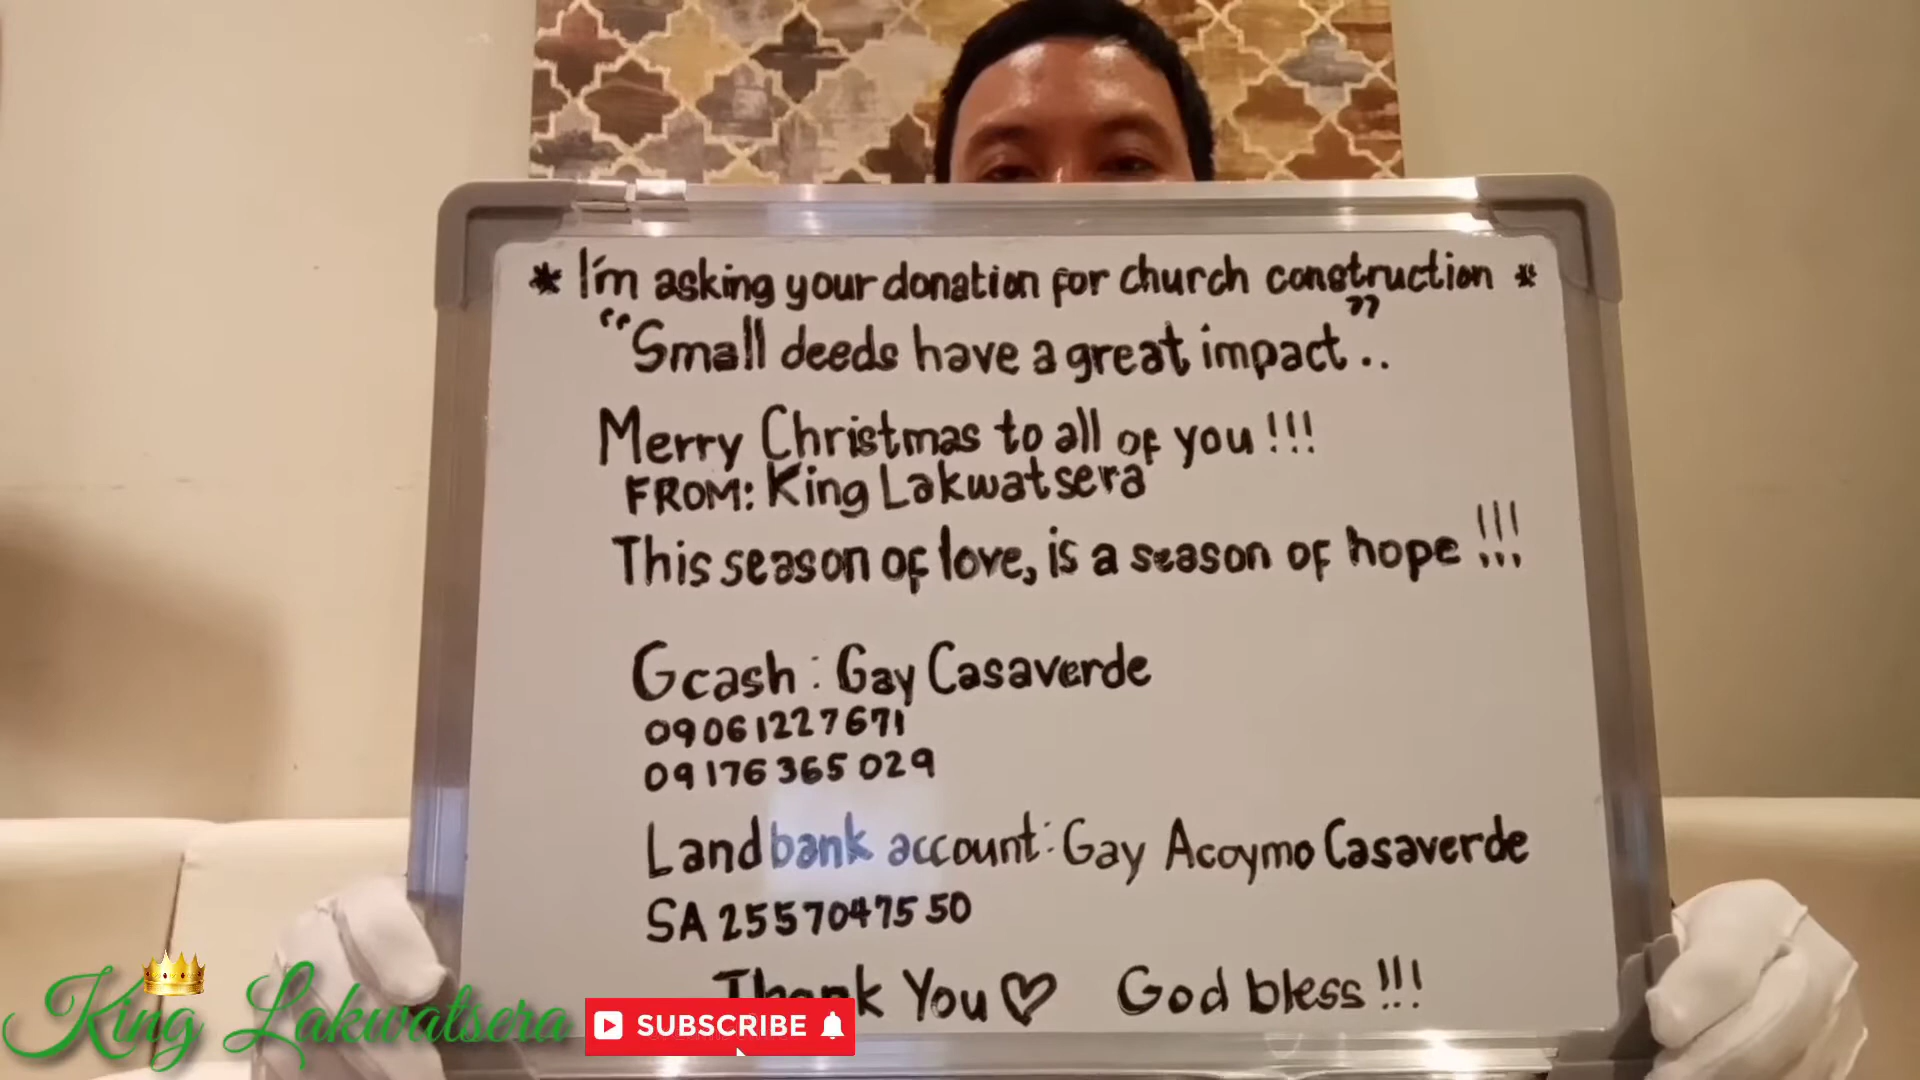 * I'm asking your donation for church construction *
"Small deeds have a great impact"..
Merry Christmas to all of you!!!
FROM: King Lakwatsera
This season of love, is a season of hope!!!
Gcash: Gay Casaverde
09061227671
09176365029
Landbank account: Gay Acoymo Casaverde
SA 2557047550
Thank You ♡ God bless!!!
King Lakwatsera
SUBSCRIBE